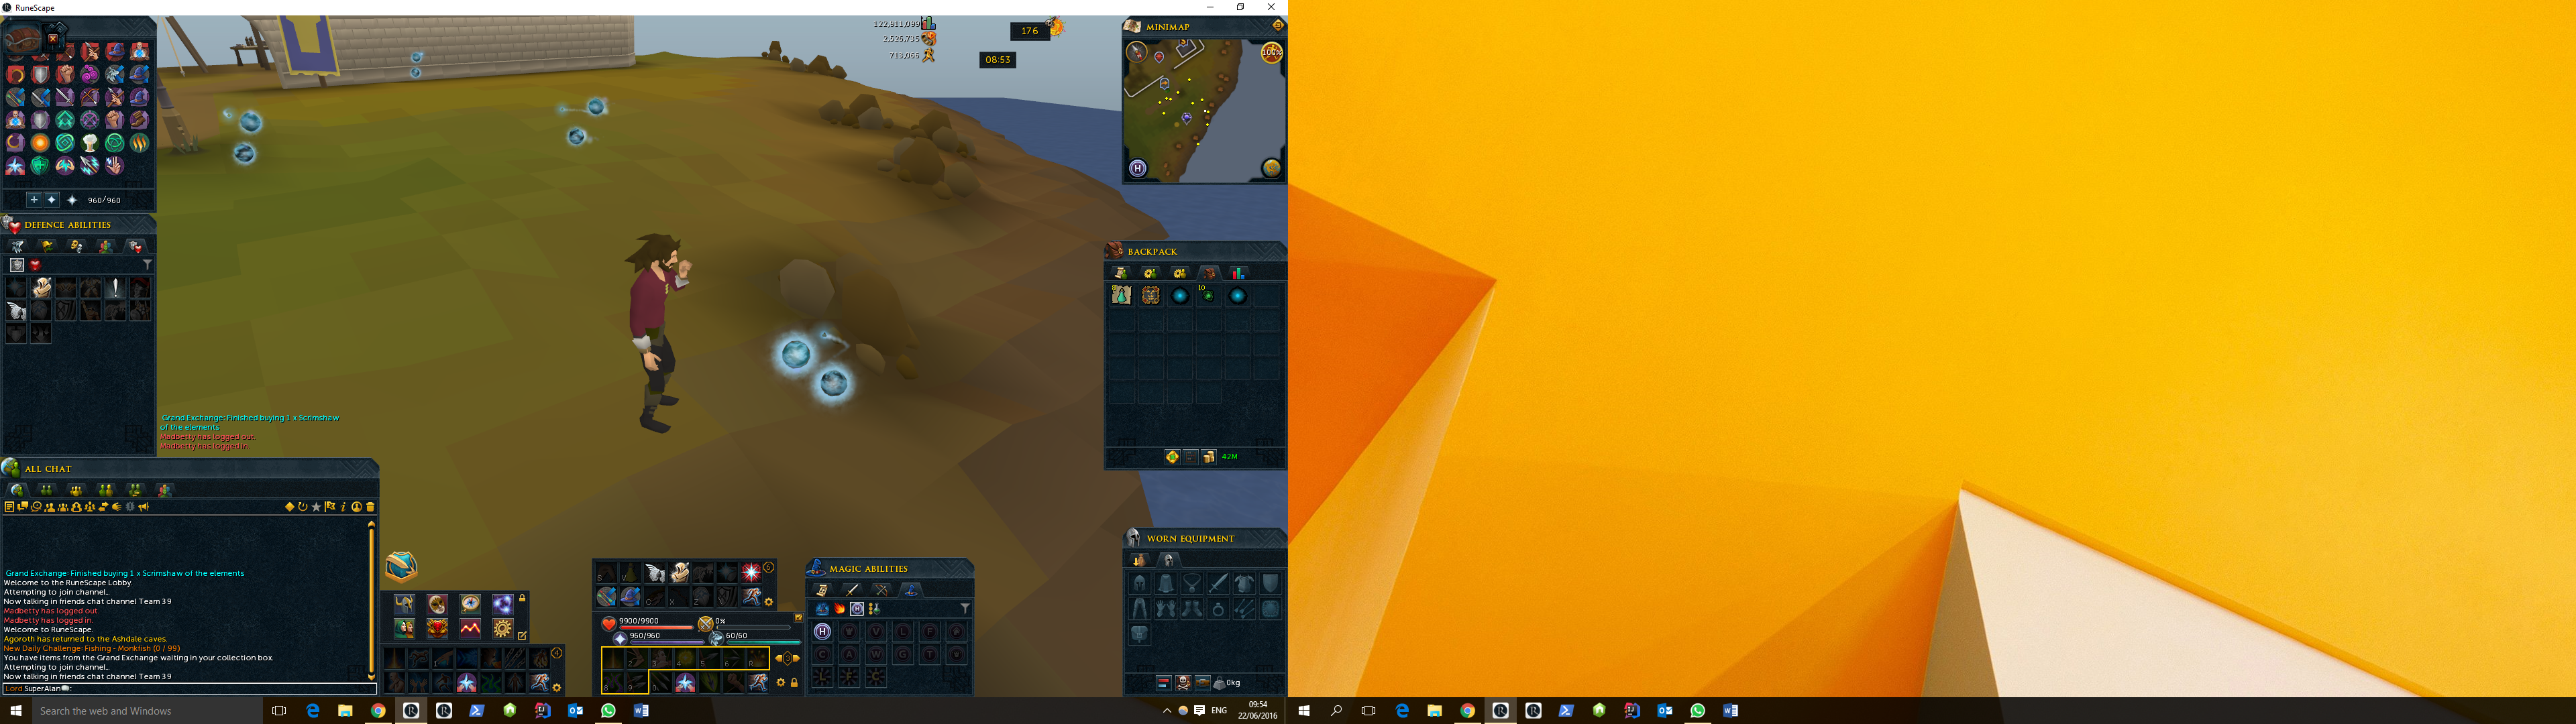 RuneScape
122,911,099
2,526,735
713,066
176
08:53
MINIMAP
100%
H
960/960
DEFENCE ABILITIES
BACKPACK
8
10
42M
Grand Exchange: Finished buying 1 x Scrimshaw
of the elements
Madbetty has logged out.
Madbetty has logged in.
ALL CHAT
Grand Exchange: Finished buying 1 x Scrimshaw of the elements
Welcome to the RuneScape Lobby.
Attempting to join channel...
Now talking in friends chat channel Team 39
Madbetty has logged out.
Madbetty has logged in.
Welcome to RuneScape.
Agoroth has returned to the Ashdale caves.
New Daily Challenge: Fishing - Monkfish (0 / 99)
You have items from the Grand Exchange waiting in your collection box.
Attempting to join channel...
Now talking in friends chat channel Team 39
Lord SuperAlan:
4
6
S V
C X Z
9900/9900
0%
960/960
60/60
3
MAGIC ABILITIES
H V L F
C A W G T
L F C
WORN EQUIPMENT
0kg
Search the web and Windows
ENG
09:54
22/06/2016